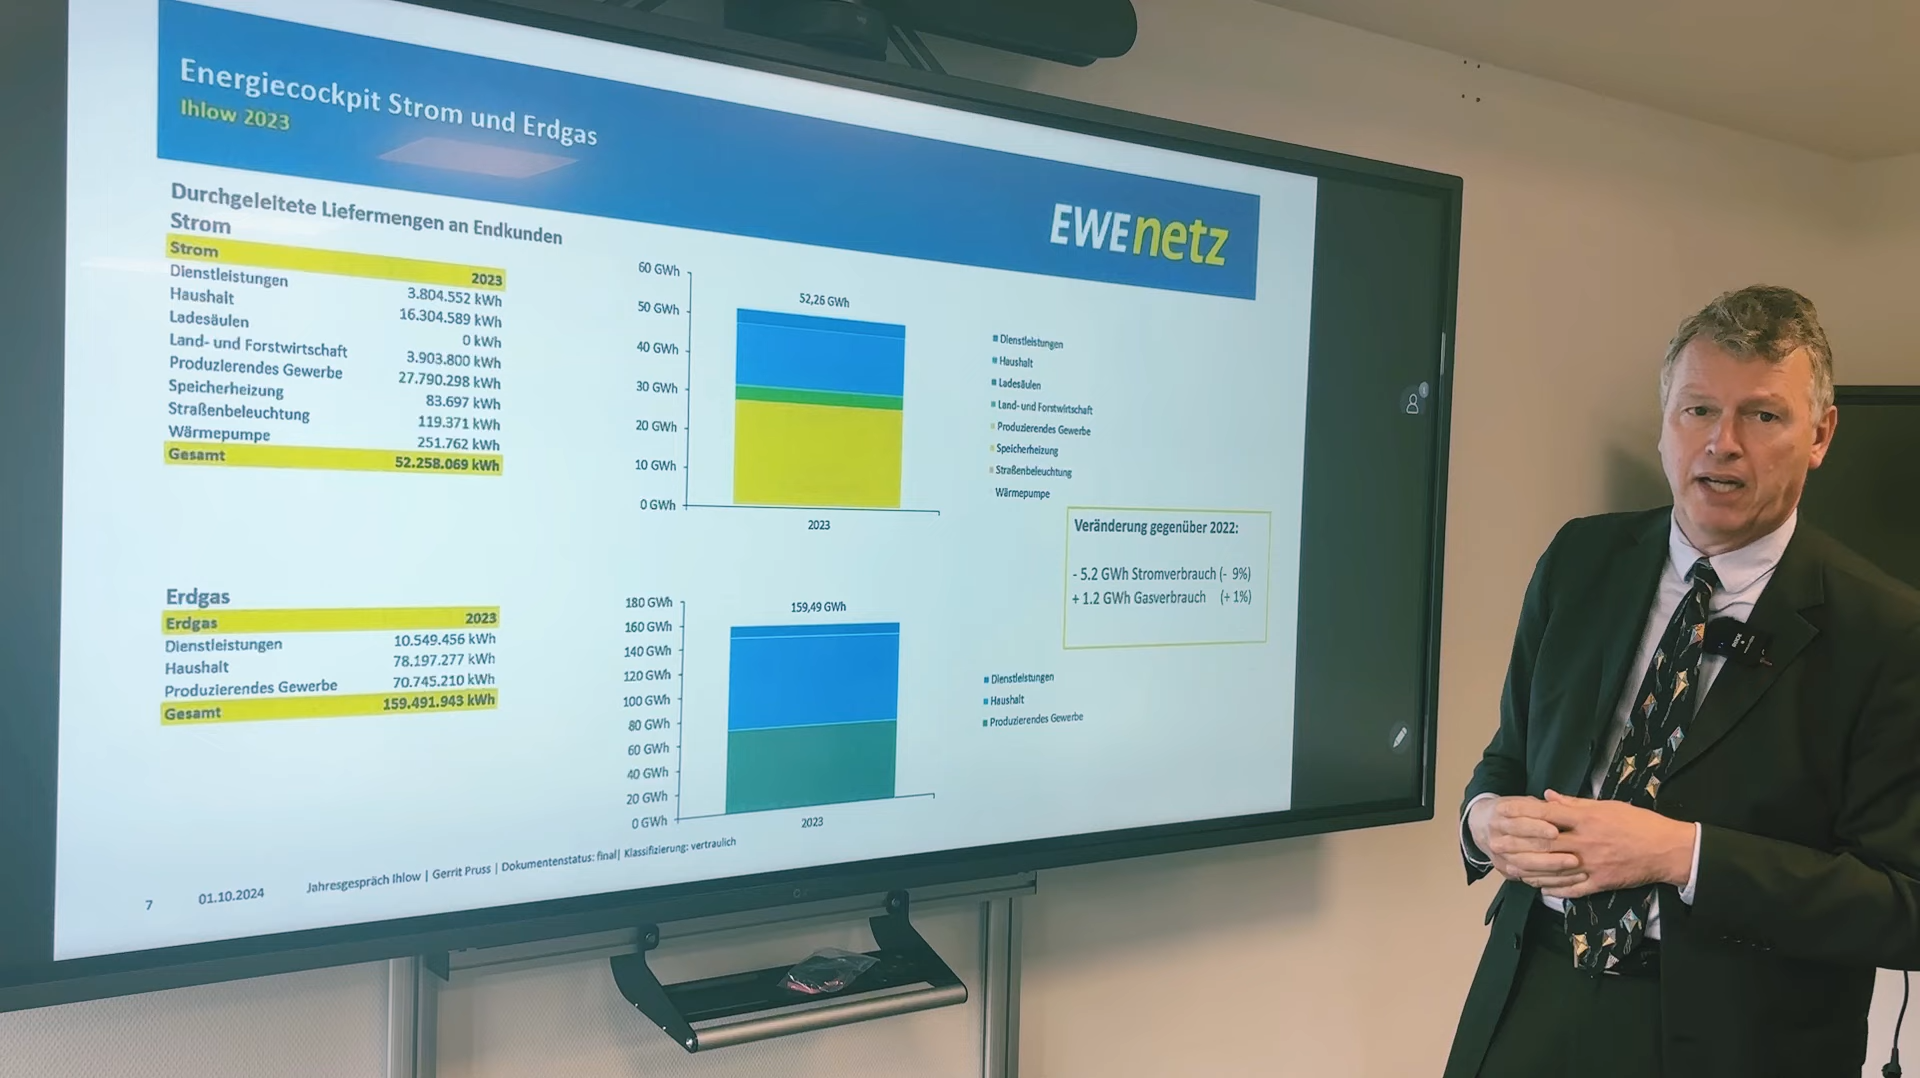 Energiecockpit Strom und Erdgas
Ihlow 2023
EWEnetz
Durchgeleitete Liefermengen an Endkunden
Strom
Strom 2023
Dienstleistungen 3.804.552 kWh
Haushalt 16.304.589 kWh
Ladesäulen 0 kWh
Land- und Forstwirtschaft 3.903.800 kWh
Produzierendes Gewerbe 27.790.298 kWh
Speicherheizung 83.697 kWh
Straßenbeleuchtung 119.371 kWh
Wärmepumpe 251.762 kWh
Gesamt 52.258.069 kWh
60 GWh
50 GWh
40 GWh
30 GWh
20 GWh
10 GWh
0 GWh
52,26 GWh
2023
Dienstleistungen
Haushalt
Ladesäulen
Land- und Forstwirtschaft
Produzierendes Gewerbe
Speicherheizung
Straßenbeleuchtung
Wärmepumpe
Veränderung gegenüber 2022:
- 5.2 GWh Stromverbrauch (- 9%)
+ 1.2 GWh Gasverbrauch (+ 1%)
Erdgas
Erdgas 2023
Dienstleistungen 10.549.456 kWh
Haushalt 78.197.277 kWh
Produzierendes Gewerbe 70.745.210 kWh
Gesamt 159.491.943 kWh
180 GWh
160 GWh
140 GWh
120 GWh
100 GWh
80 GWh
60 GWh
40 GWh
20 GWh
0 GWh
159,49 GWh
2023
Dienstleistungen
Haushalt
Produzierendes Gewerbe
7 01.10.2024 Jahresgespräch Ihlow | Gerrit Pruss | Dokumentenstatus: final| Klassifizierung: vertraulich